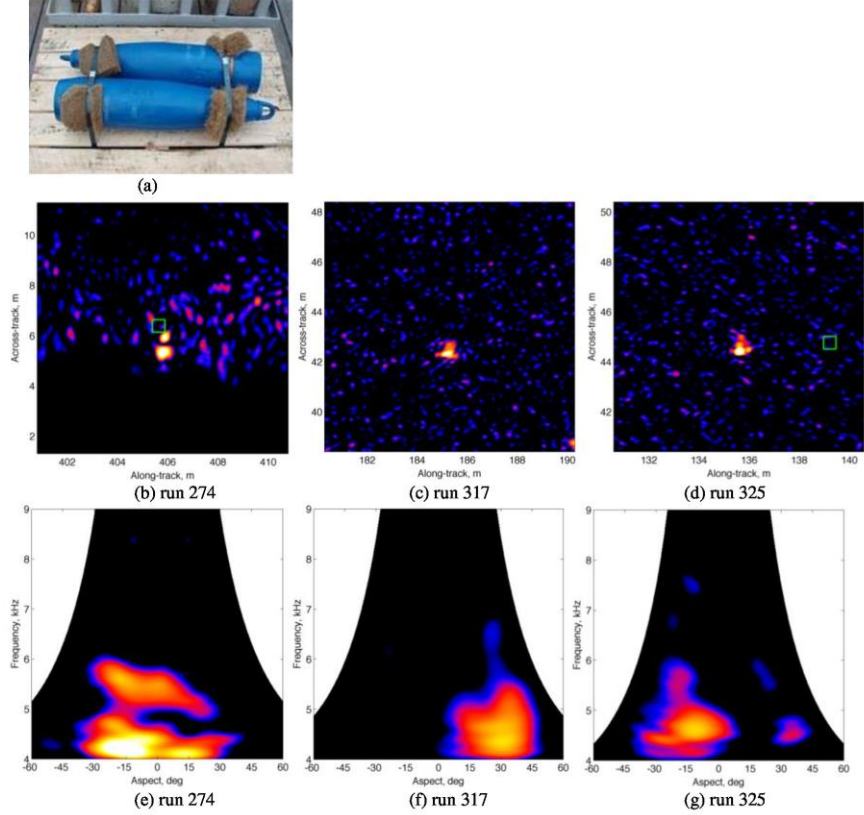 (a)
10
8
6
4
2
Across-track, m
402 404 406 408 410
Along-track, m
(b) run 274
48
46
44
42
40
Across-track, m
182 184 186 188 190
Along-track, m
(c) run 317
50
48
46
44
42
Across-track, m
132 134 136 138 140
Along-track, m
(d) run 325
9
8
7
6
5
4
Frequency, kHz
-60 -45 -30 -15 0 15 30 45 60
Aspect, deg
(e) run 274
9
8
7
6
5
4
Frequency, kHz
-60 -45 -30 -15 0 15 30 45 60
Aspect, deg
(f) run 317
9
8
7
6
5
4
Frequency, kHz
-60 -45 -30 -15 0 15 30 45 60
Aspect, deg
(g) run 325